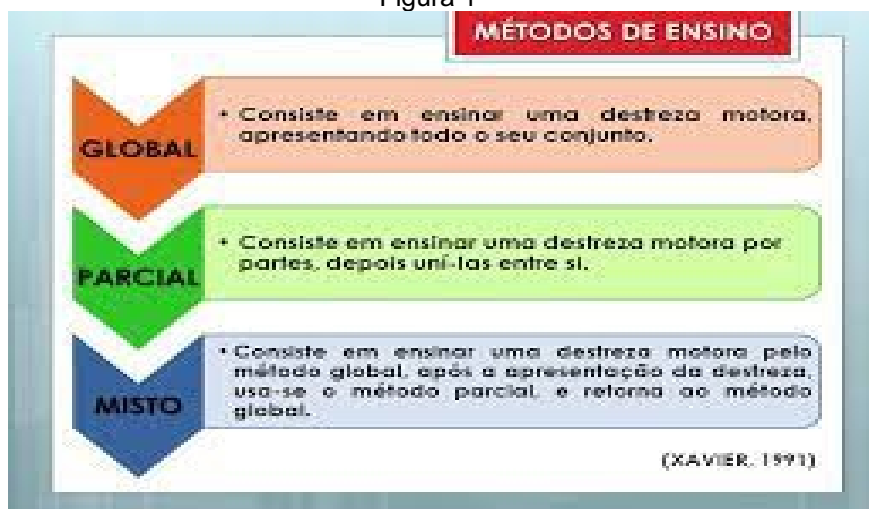 Figura 1
MÉTODOS DE ENSINO
GLOBAL
• Consiste em ensinar uma destreza motora,
apresentando todo o seu conjunto.
PARCIAL
• Consiste em ensinar uma destreza motora por
partes, depois uní-las entre si.
MISTO
• Consiste em ensinar uma destreza motora pelo
método global, após a apresentação da destreza,
usa-se o método parcial, e retorna ao método
global.
(XAVIER, 1991)